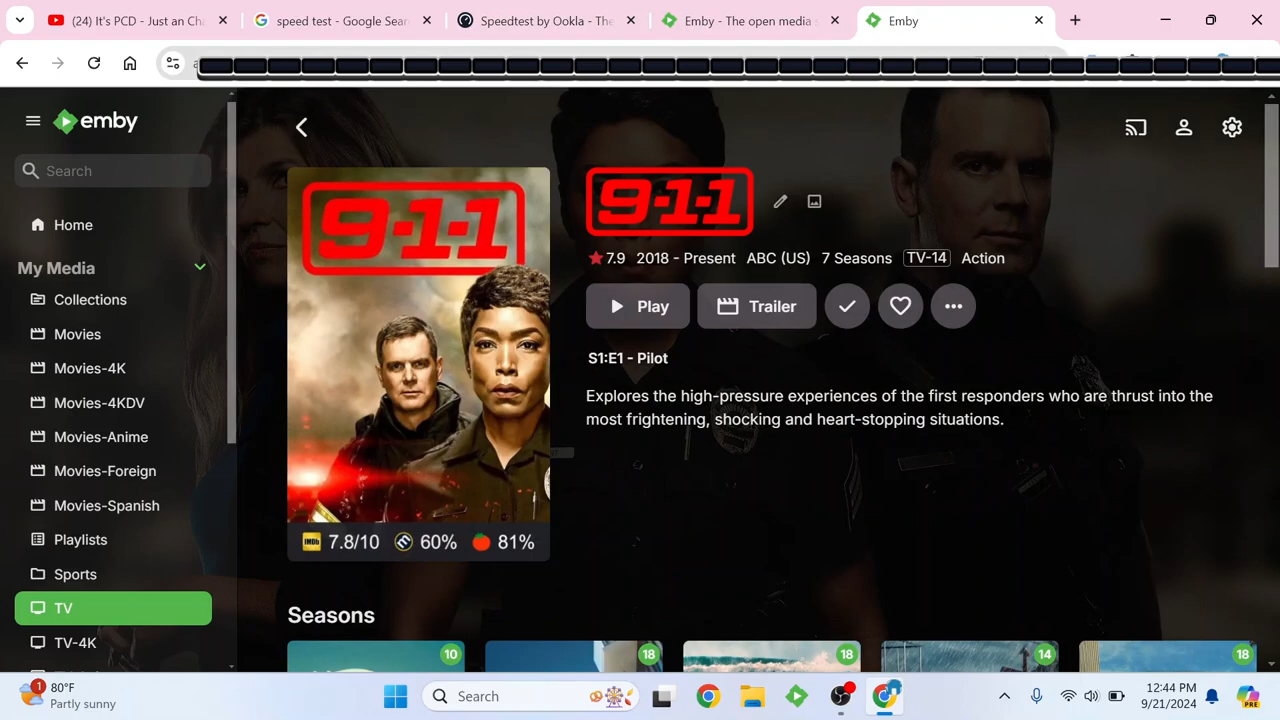 (24) It's PCD - Just on Ch
speed test - Google Sear
Speedtest by Ookla - The
Emby - The open media s
Emby
emby
Search
Home
My Media
Collections
Movies
Movies-4K
Movies-4KDV
Movies-Anime
Movies-Foreign
Movies-Spanish
Playlists
Sports
TV
TV-4K
9-1-1
IMDb 7.8/10 60% 81%
9-1-1
7.9 2018 - Present ABC (US) 7 Seasons TV-14 Action
Play Trailer
S1:E1 - Pilot
Explores the high-pressure experiences of the first responders who are thrust into the
most frightening, shocking and heart-stopping situations.
Seasons
10 18 18 14 18
1 80°F
Partly sunny
Search
PRE
12:44 PM
9/21/2024